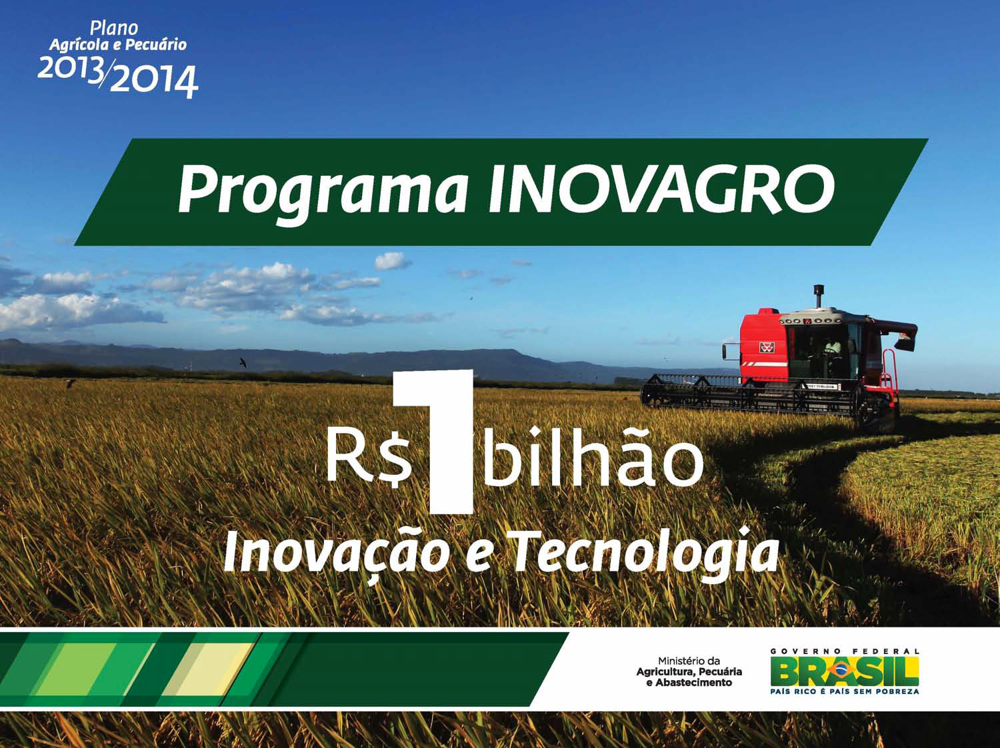 Plano
Agrícola e Pecuário
2013/2014
Programa INOVAGRO
R$ 1 bilhão
Inovação e Tecnologia
Ministério da
Agricultura, Pecuária
e Abastecimento
GOVERNO FEDERAL
BRASIL
PAÍS RICO É PAÍS SEM POBREZA